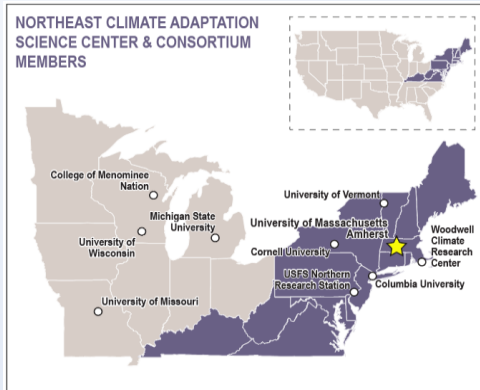 NORTHEAST CLIMATE ADAPTATION
SCIENCE CENTER & CONSORTIUM
MEMBERS
College of Menominee
Nation
Michigan State
University
University of
Wisconsin
University of Missouri
University of Vermont
University of Massachusetts
Amherst
Cornell University
USFS Northern
Research Station
Woodwell
Climate
Research
Center
Columbia University